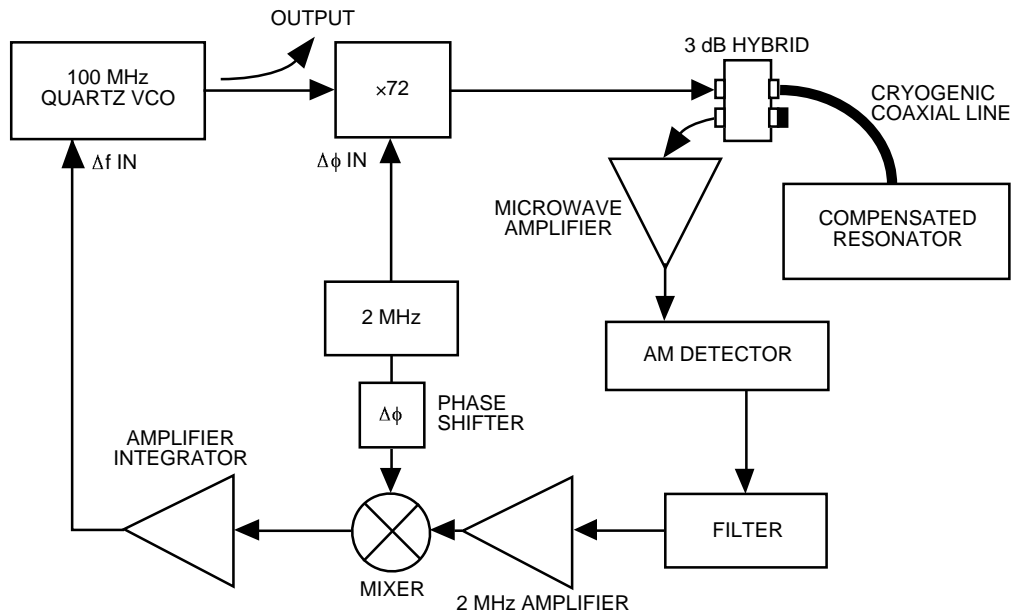 OUTPUT
100 MHz
QUARTZ VCO
×72
3 dB HYBRID
CRYOGENIC
COAXIAL LINE
Δf IN
Δϕ IN
MICROWAVE
AMPLIFIER
COMPENSATED
RESONATOR
2 MHz
AM DETECTOR
Δϕ
PHASE
SHIFTER
AMPLIFIER
INTEGRATOR
FILTER
MIXER
2 MHz AMPLIFIER